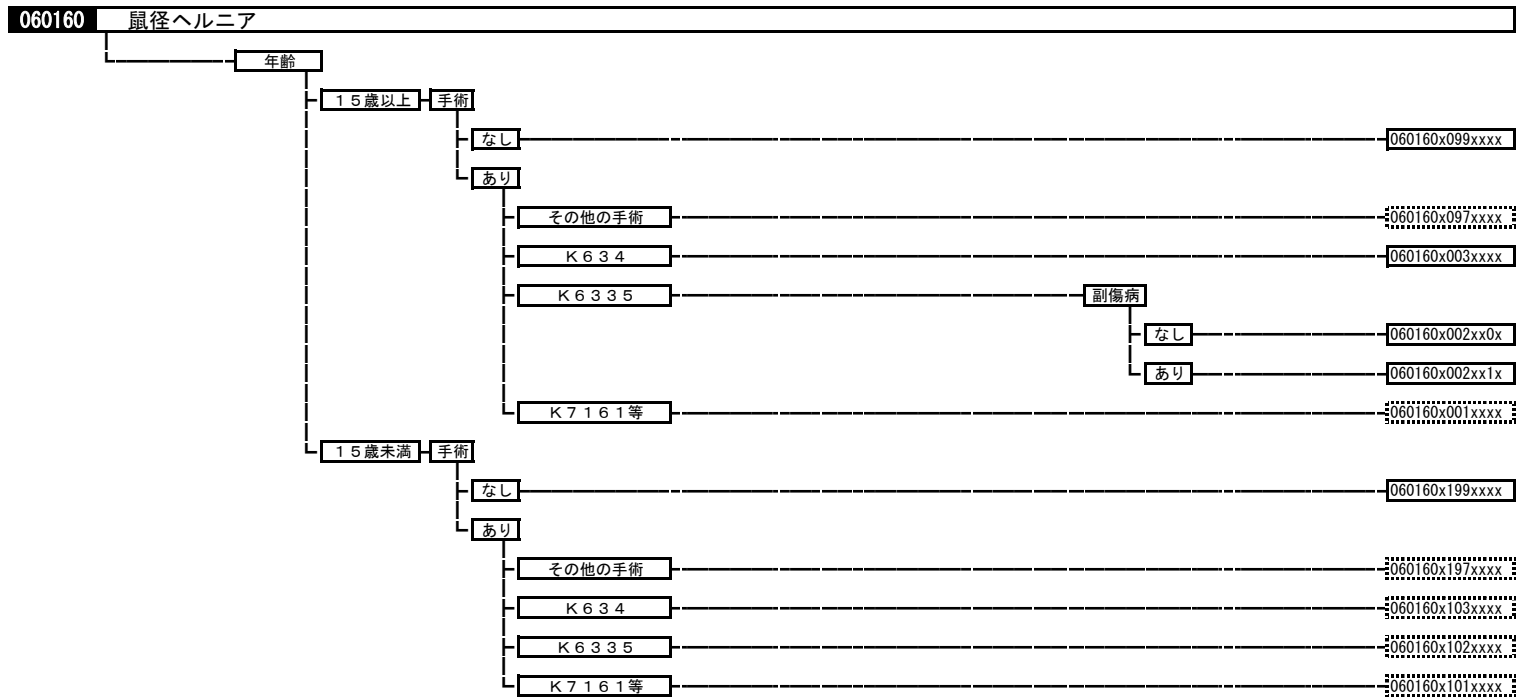 060160 鼠径ヘルニア
年齢
１５歳以上 手術
なし 060160x099xxxx
あり
その他の手術 060160x097xxxx
Ｋ６３４ 060160x003xxxx
Ｋ６３３５ 副傷病
なし 060160x002xx0x
あり 060160x002xx1x
Ｋ７１６１等 060160x001xxxx
１５歳未満 手術
なし 060160x199xxxx
あり
その他の手術 060160x197xxxx
Ｋ６３４ 060160x103xxxx
Ｋ６３３５ 060160x102xxxx
Ｋ７１６１等 060160x101xxxx